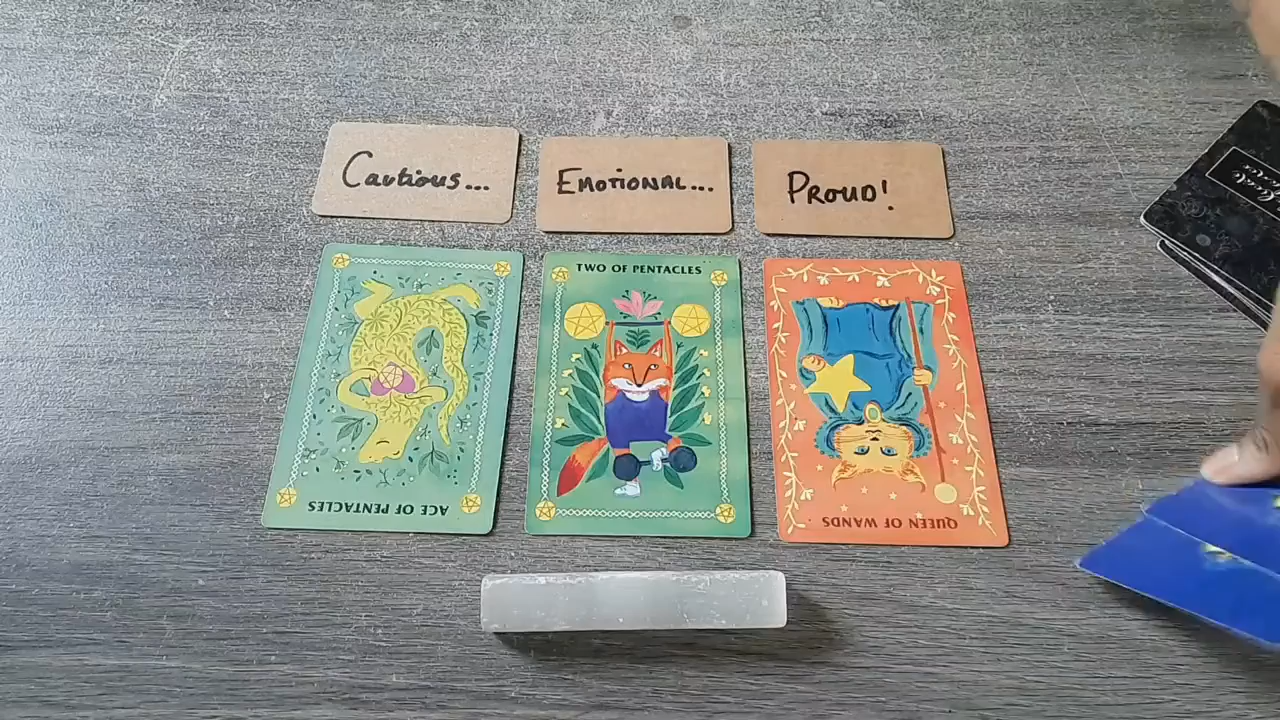 Cautious...
EMOTIONAL...
PROUD!
TWO OF PENTACLES
ACE OF PENTACLES
QUEEN OF WANDS